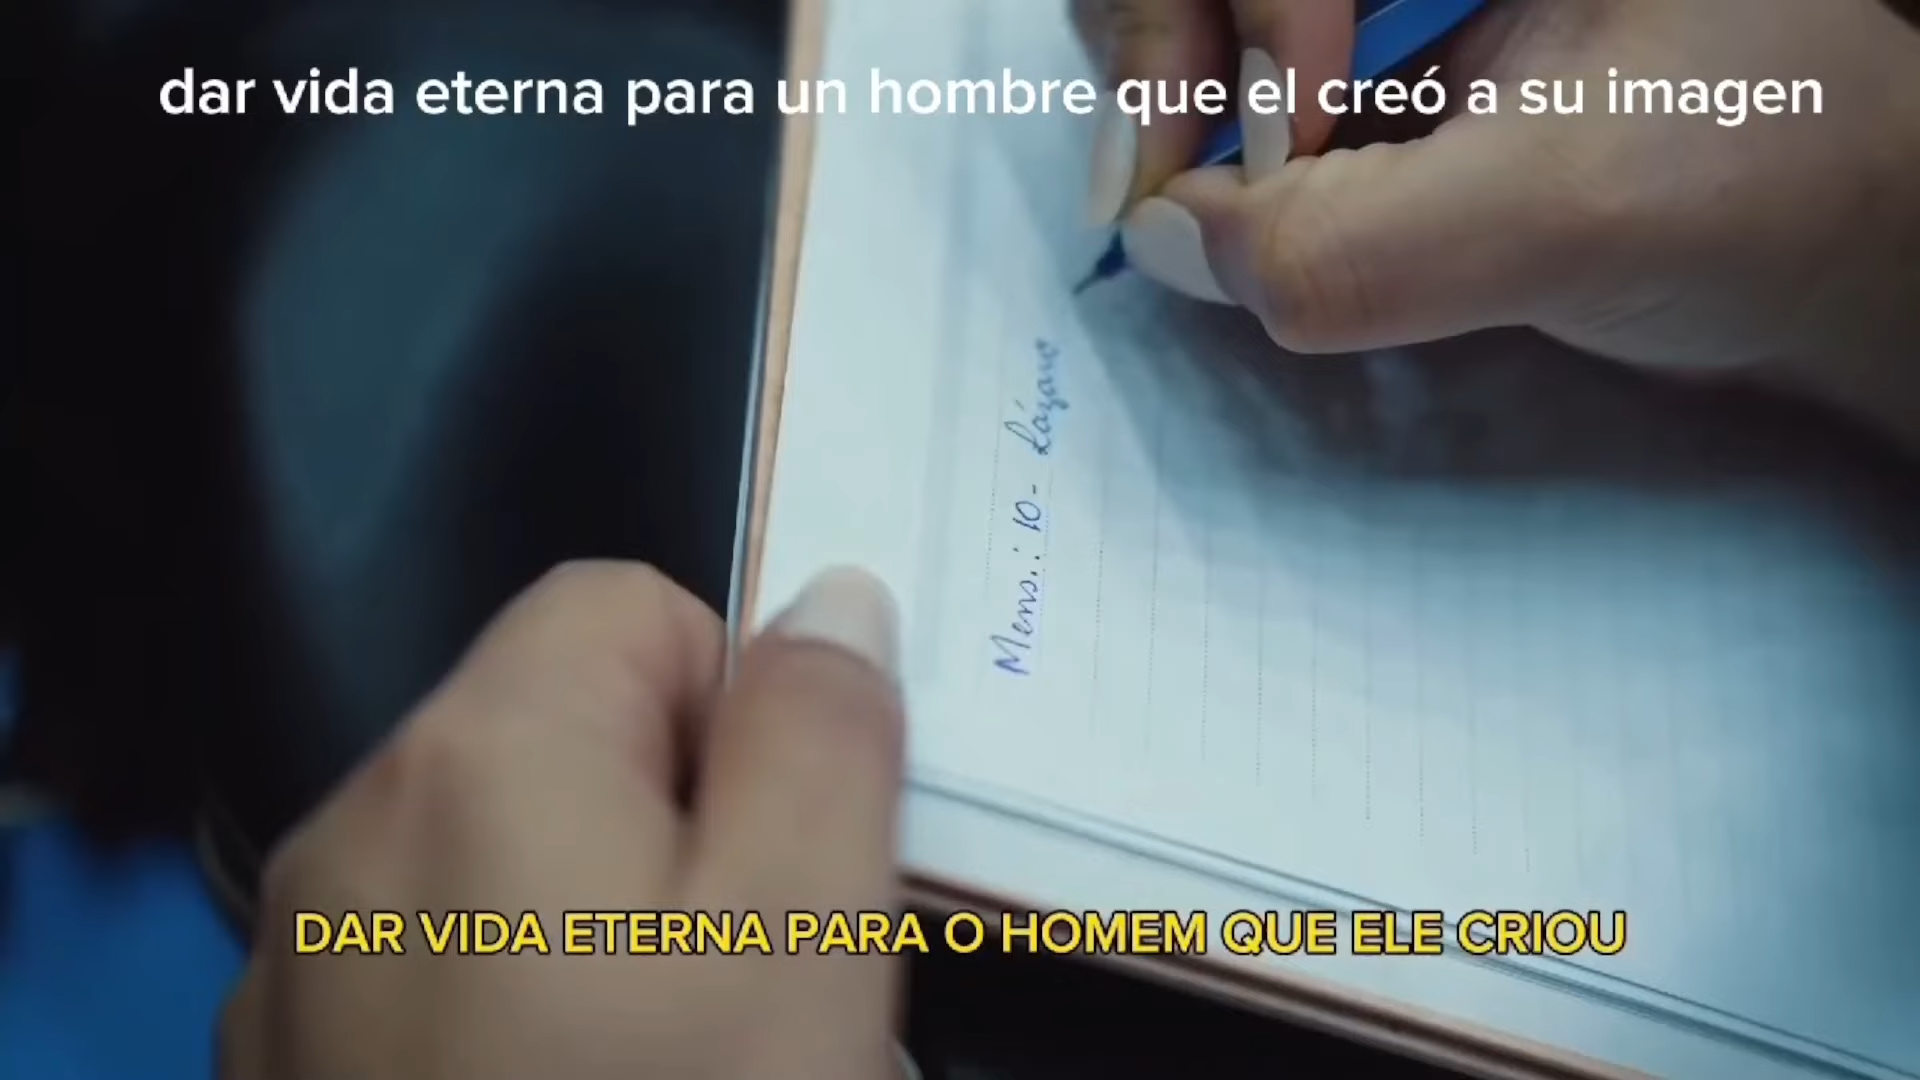 dar vida eterna para un hombre que el creó a su imagen
Mens.: 10 - Lázaro
DAR VIDA ETERNA PARA O HOMEM QUE ELE CRIOU